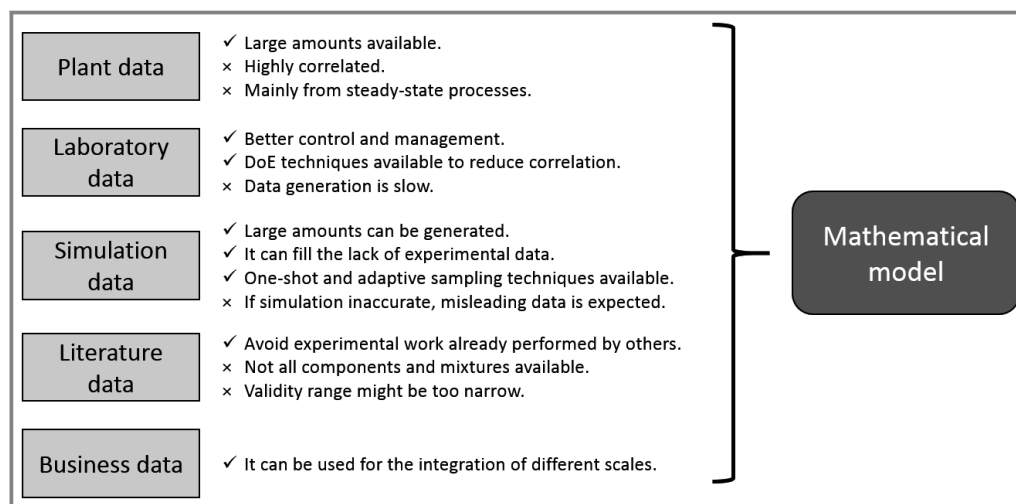 Plant data
✓ Large amounts available.
× Highly correlated.
× Mainly from steady-state processes.
Laboratory
data
✓ Better control and management.
✓ DoE techniques available to reduce correlation.
× Data generation is slow.
Simulation
data
✓ Large amounts can be generated.
✓ It can fill the lack of experimental data.
✓ One-shot and adaptive sampling techniques available.
× If simulation inaccurate, misleading data is expected.
Literature
data
✓ Avoid experimental work already performed by others.
× Not all components and mixtures available.
× Validity range might be too narrow.
Business data
✓ It can be used for the integration of different scales.
Mathematical
model